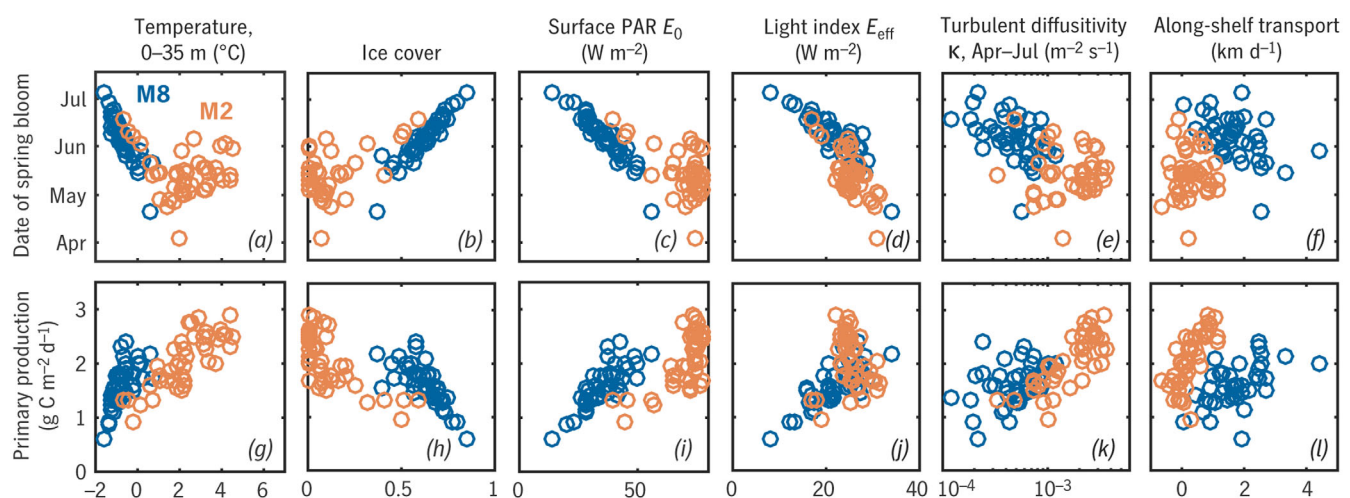 Temperature,
0–35 m (°C)
Ice cover
Surface PAR E0
(W m–2)
Light index Eeff
(W m–2)
Turbulent diffusitivity
κ, Apr–Jul (m–2 s–1)
Along-shelf transport
(km d–1)
Date of spring bloom
Jul
Jun
May
Apr
M8
M2
(a)
(b)
(c)
(d)
(e)
(f)
Primary production
(g C m–2 d–1)
3
2
1
0
(g)
(h)
(i)
(j)
(k)
(l)
–2 0 2 4 6
0 0.5 1
0 50
0 20 40
10–4 10–3
0 2 4